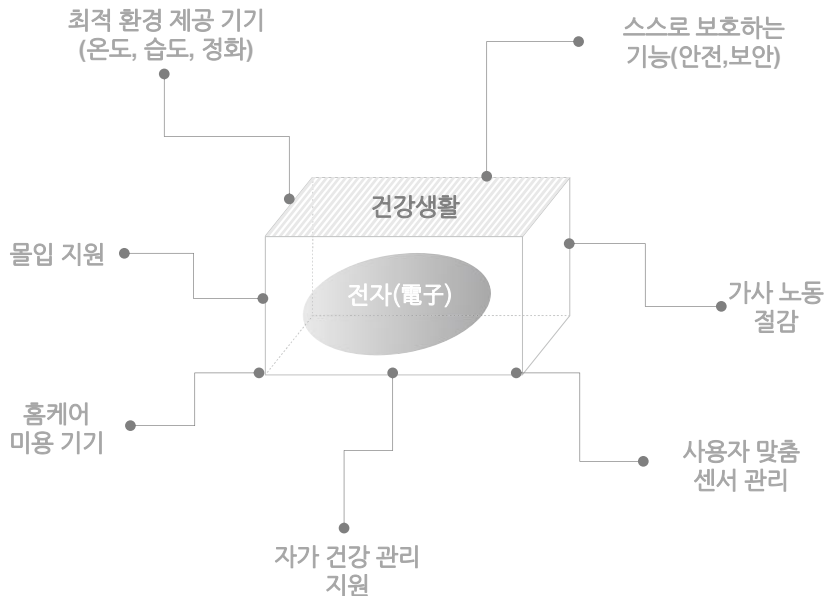 최적 환경 제공 기기
(온도, 습도, 정화)
스스로 보호하는
기능(안전,보안)
건강생활
몰입 지원
전자(電子)
가사 노동
절감
홈케어
미용 기기
사용자 맞춤
센서 관리
자가 건강 관리
지원